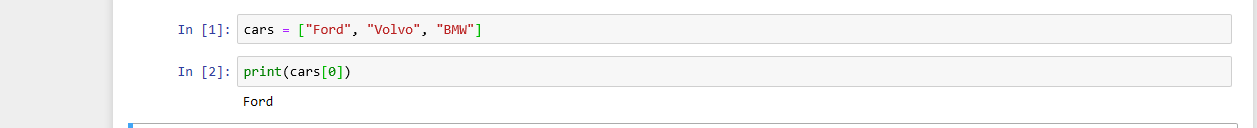 In [1]: cars = ["Ford", "Volvo", "BMW"]
In [2]: print(cars[0])
Ford